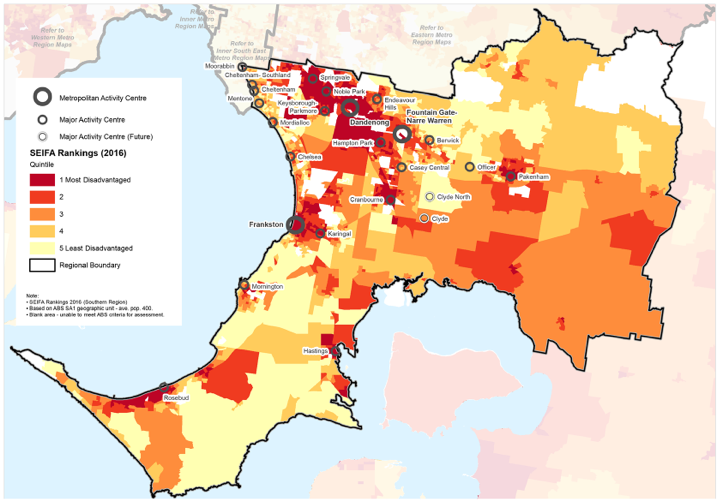 Refer to
Western Metro
Region Maps
Refer to
Inner Metro
Region Maps
Refer to
Inner South East
Region Maps
Refer to
Eastern Metro
Region Maps
Metropolitan Activity Centre
Major Activity Centre
Major Activity Centre (Future)
SEIFA Rankings (2016)
Quintile
1 Most Disadvantaged
2
3
4
5 Least Disadvantaged
Regional Boundary
Note:
• SEIFA Rankings 2016 (Southern Region)
• Based on ABS SA1 geographic unit - ave. pop, 400.
• Blank area - unable to meet ABS criteria for assessment.
Moorabbin
Cheltenham- Southland
Cheltenham
Mentone
Mordialloc
Springvale
Noble Park
Keysborough-
Parkmore
Endeavour
Hills
Dandenong
Fountain Gate-
Narre Warren
Hampton Park
Berwick
Chelsea
Casey Central
Officer
Pakenham
Cranbourne
Clyde North
Clyde
Frankston
Karingal
Mornington
Hastings
Rosebud